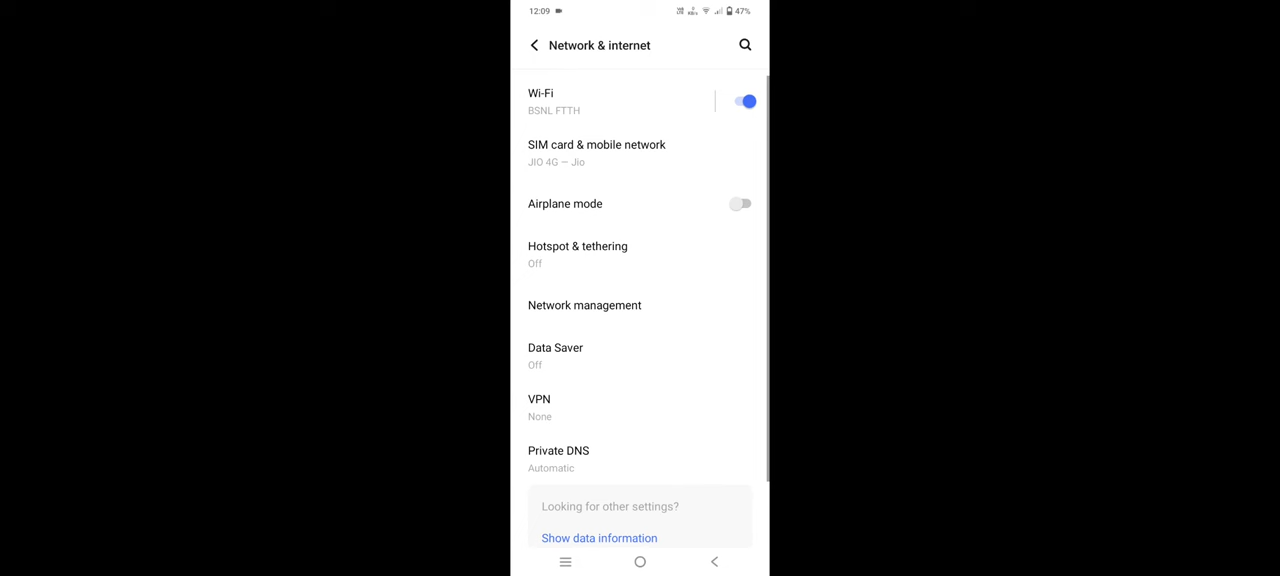 12:09 47%
Network & internet
Wi-Fi
BSNL FTTH
SIM card & mobile network
JIO 4G — Jio
Airplane mode
Hotspot & tethering
Off
Network management
Data Saver
Off
VPN
None
Private DNS
Automatic
Looking for other settings?
Show data information